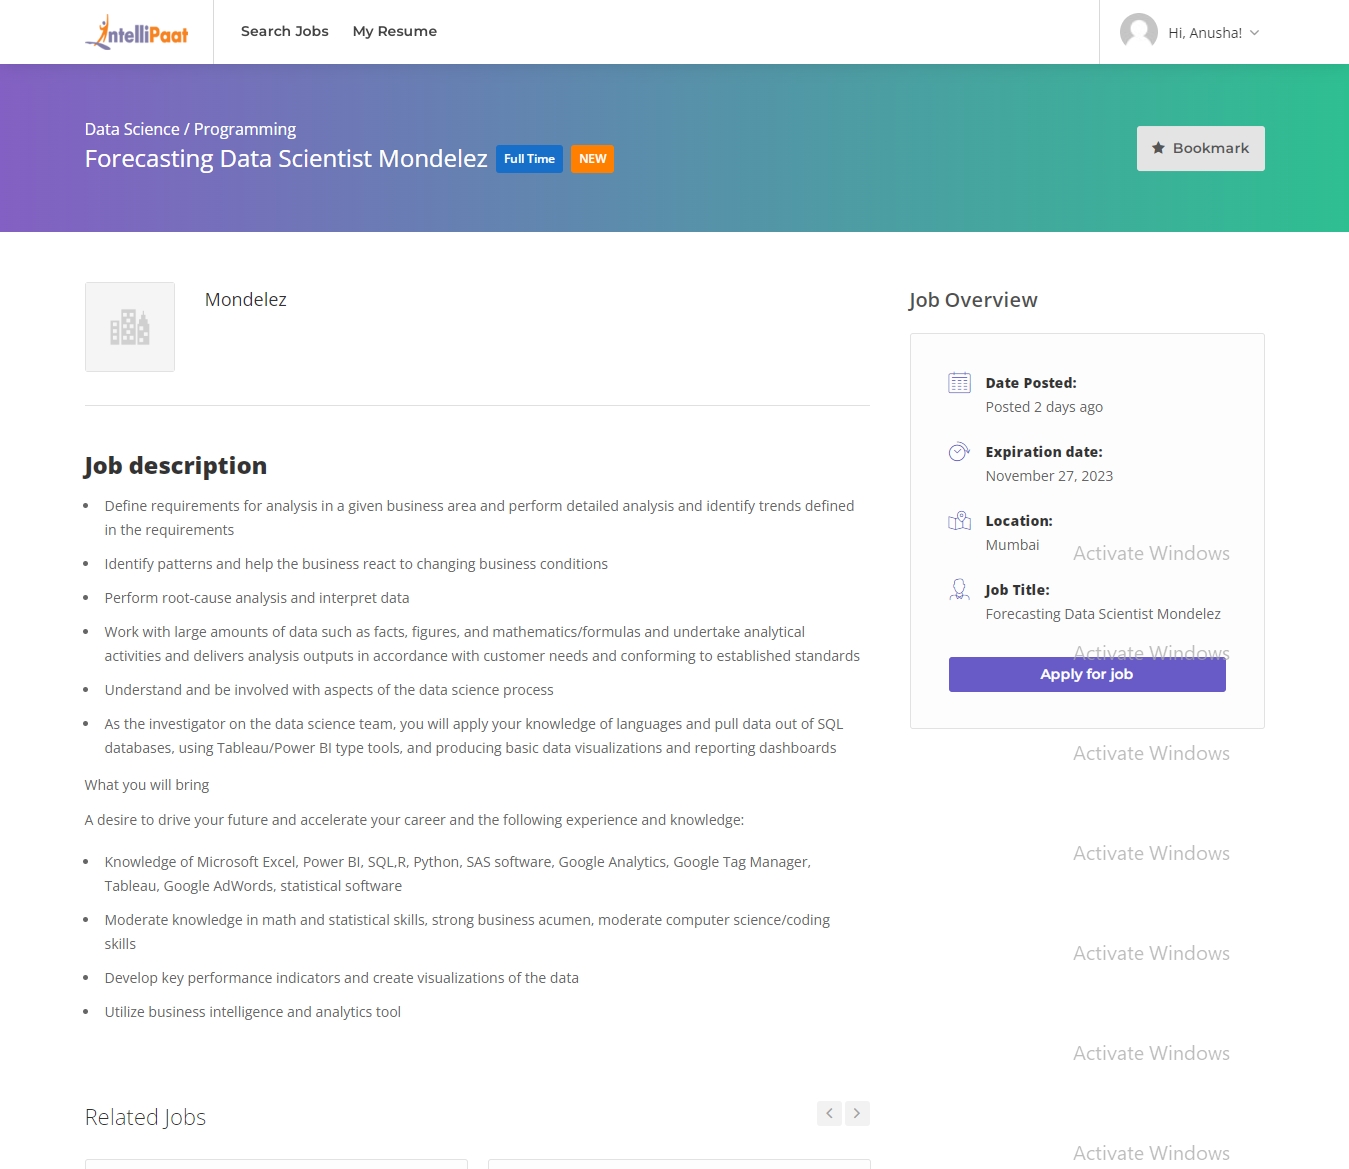 IntelliPaat
Search Jobs
My Resume
Hi, Anusha!
Data Science / Programming
Forecasting Data Scientist Mondelez
Full Time
NEW
Bookmark
Mondelez
Job description
Define requirements for analysis in a given business area and perform detailed analysis and identify trends defined
in the requirements
Identify patterns and help the business react to changing business conditions
Perform root-cause analysis and interpret data
Work with large amounts of data such as facts, figures, and mathematics/formulas and undertake analytical
activities and delivers analysis outputs in accordance with customer needs and conforming to established standards
Understand and be involved with aspects of the data science process
As the investigator on the data science team, you will apply your knowledge of languages and pull data out of SQL
databases, using Tableau/Power BI type tools, and producing basic data visualizations and reporting dashboards
What you will bring
A desire to drive your future and accelerate your career and the following experience and knowledge:
Knowledge of Microsoft Excel, Power BI, SQL,R, Python, SAS software, Google Analytics, Google Tag Manager,
Tableau, Google AdWords, statistical software
Moderate knowledge in math and statistical skills, strong business acumen, moderate computer science/coding
skills
Develop key performance indicators and create visualizations of the data
Utilize business intelligence and analytics tool
Related Jobs
Job Overview
Date Posted:
Posted 2 days ago
Expiration date:
November 27, 2023
Location:
Mumbai
Activate Windows
Job Title:
Forecasting Data Scientist Mondelez
Activate Windows
Apply for job
Activate Windows
Activate Windows
Activate Windows
Activate Windows
Activate Windows